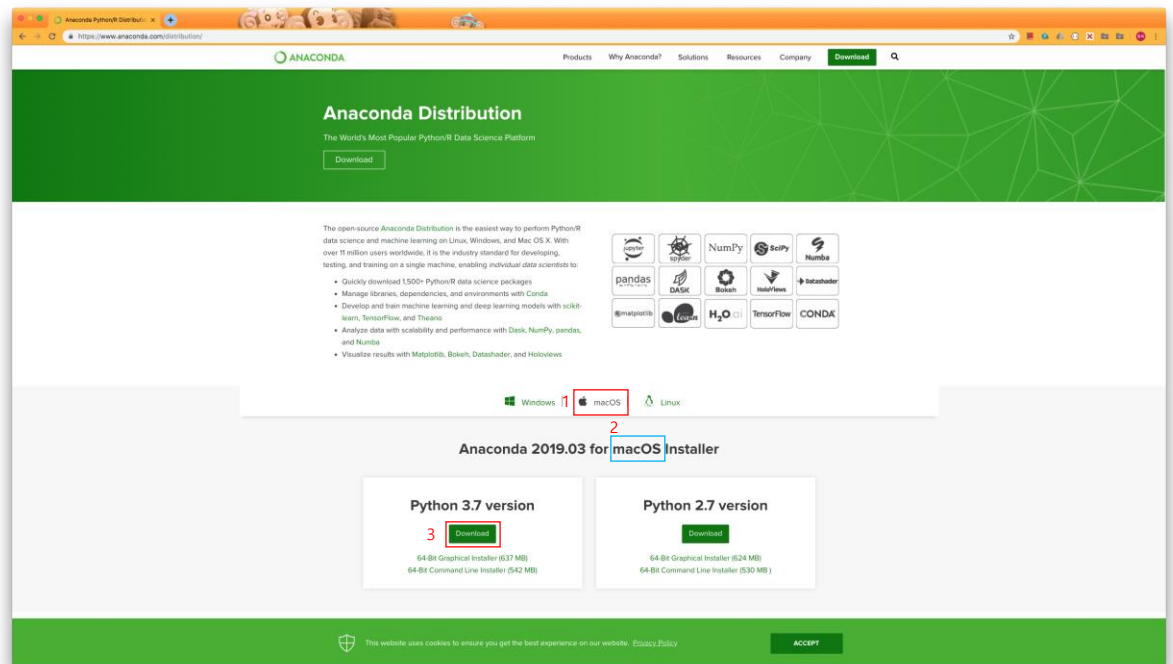 Anaconda Python/R Distributio
https://www.anaconda.com/distribution/
ANACONDA.
Products Why Anaconda? Solutions Resources Company Download
Anaconda Distribution
The World's Most Popular Python/R Data Science Platform
Download
The open-source Anaconda Distribution is the easiest way to perform Python/R
data science and machine learning on Linux, Windows, and Mac OS X. With
over 11 million users worldwide, it is the industry standard for developing,
testing, and training on a single machine, enabling individual data scientists to:
• Quickly download 1,500+ Python/R data science packages
• Manage libraries, dependencies, and environments with Conda
• Develop and train machine learning and deep learning models with scikit-
learn, TensorFlow, and Theano
• Analyze data with scalability and performance with Dask, NumPy, pandas,
and Numba
• Visualize results with Matplotlib, Bokeh, Datashader, and Holoviews
jupyter spyder NumPy SciPy Numba
pandas DASK Bokeh HoloViews Datashader
matplotlib learn H2O.ai TensorFlow CONDA
Windows 1 macOS Linux
2
Anaconda 2019.03 for macOS Installer
Python 3.7 version
3 Download
64-Bit Graphical Installer (637 MB)
64-Bit Command Line Installer (542 MB)
Python 2.7 version
Download
64-Bit Graphical Installer (624 MB)
64-Bit Command Line Installer (530 MB )
This website uses cookies to ensure you get the best experience on our website. Privacy Policy
ACCEPT